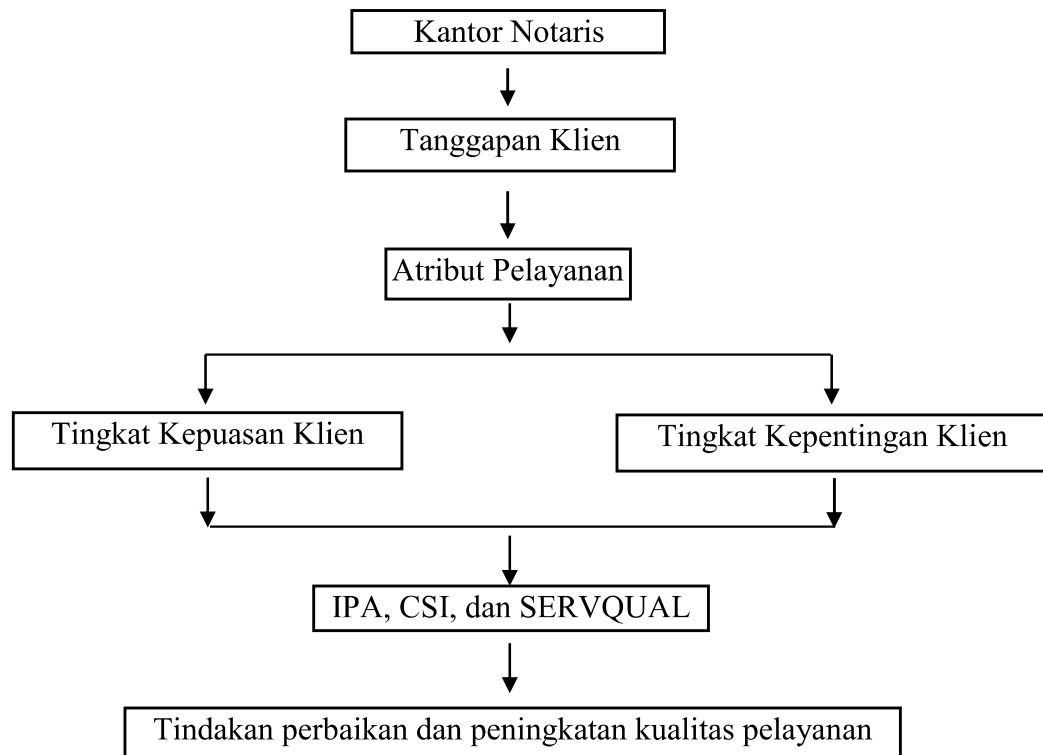 Kantor Notaris
Tanggapan Klien
Atribut Pelayanan
Tingkat Kepuasan Klien
Tingkat Kepentingan Klien
IPA, CSI, dan SERVQUAL
Tindakan perbaikan dan peningkatan kualitas pelayanan